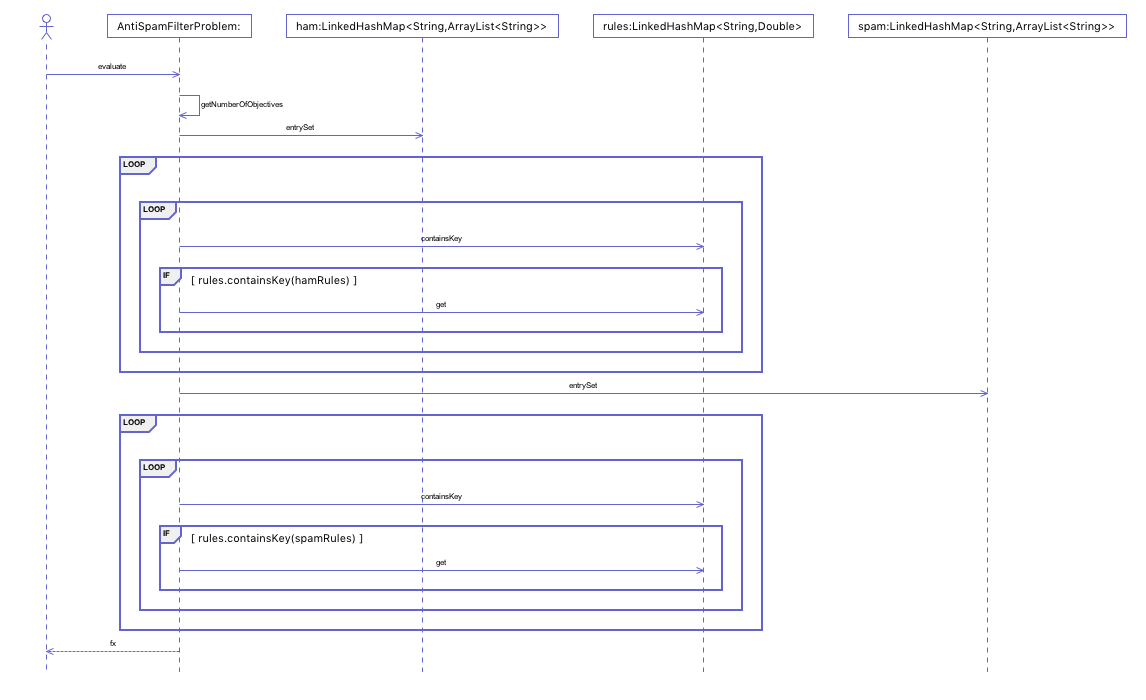 AntiSpamFilterProblem:
ham:LinkedHashMap<String,ArrayList<String>>
rules:LinkedHashMap<String,Double>
spam:LinkedHashMap<String,ArrayList<String>>
evaluate
getNumberOfObjectives
entrySet
LOOP
LOOP
containsKey
IF
[ rules.containsKey(hamRules) ]
get
entrySet
LOOP
LOOP
containsKey
IF
[ rules.containsKey(spamRules) ]
get
fx